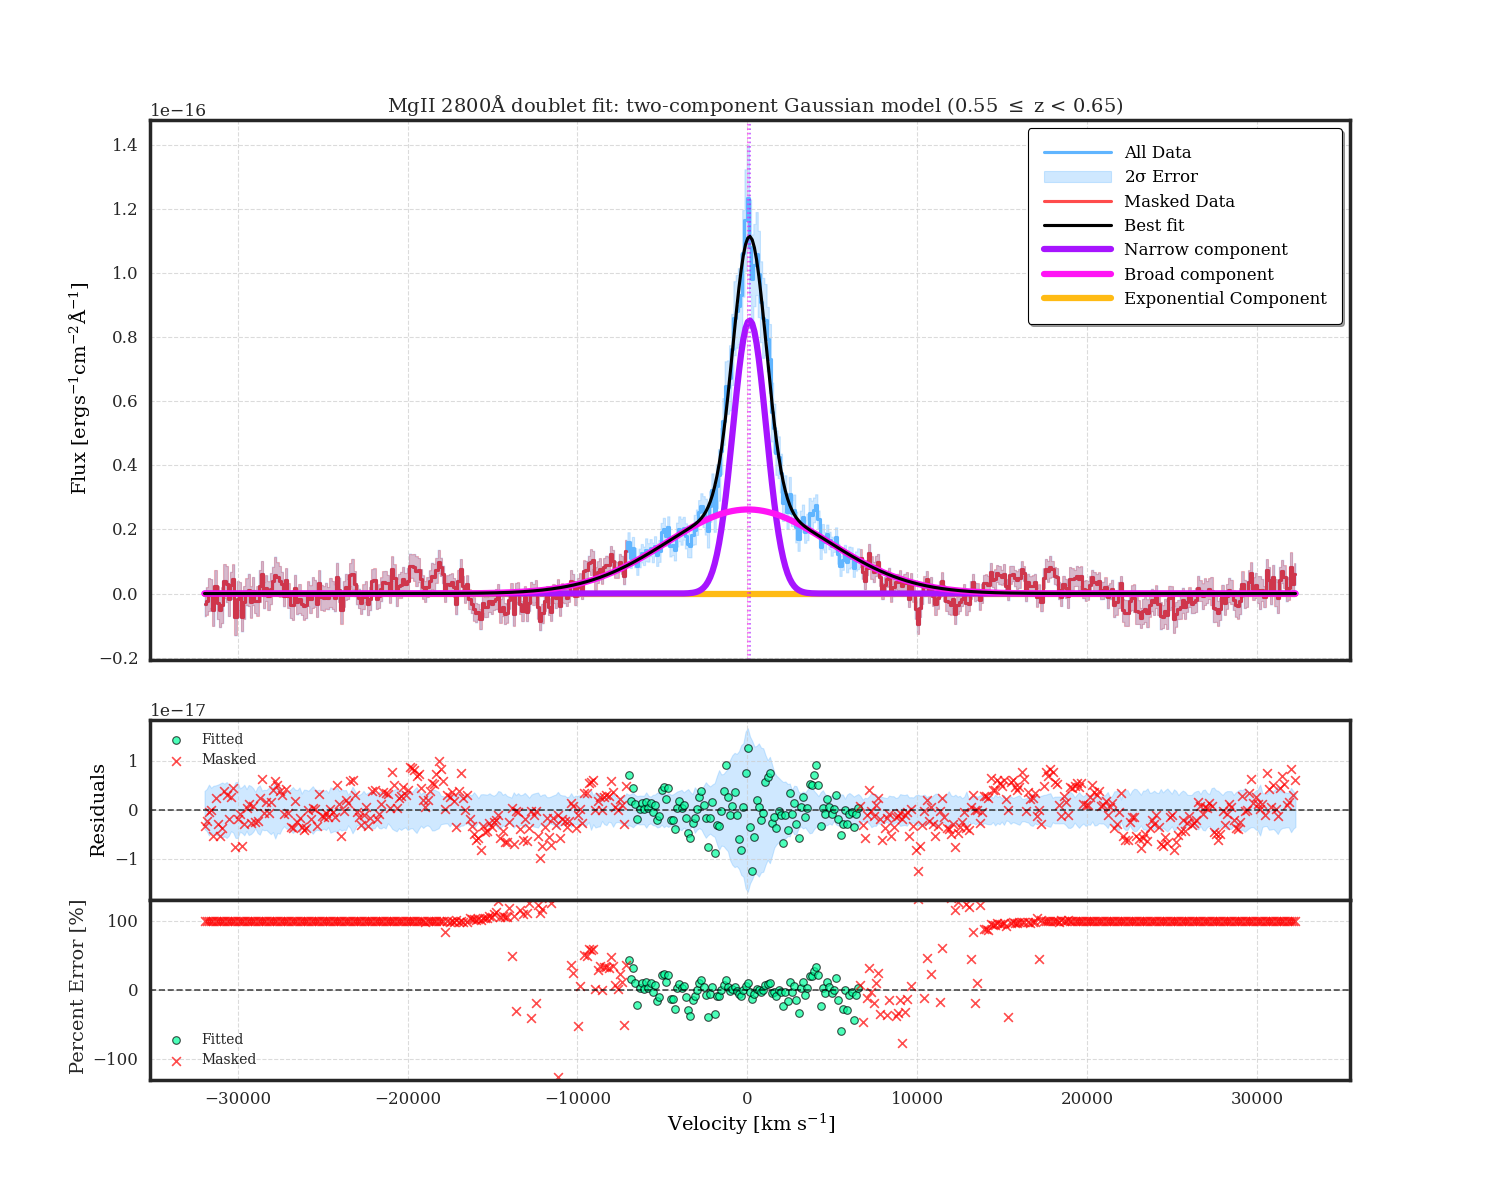 MgII 2800Å doublet fit: two-component Gaussian model (0.55 ≤ z < 0.65)
1e−16
1.4
1.2
1.0
0.8
0.6
0.4
0.2
0.0
−0.2
Flux [ergs⁻¹cm⁻²Å⁻¹]
All Data
2σ Error
Masked Data
Best fit
Narrow component
Broad component
Exponential Component
1e−17
1
0
−1
Residuals
Fitted
Masked
100
0
−100
Percent Error [%]
Fitted
Masked
−30000 −20000 −10000 0 10000 20000 30000
Velocity [km s⁻¹]